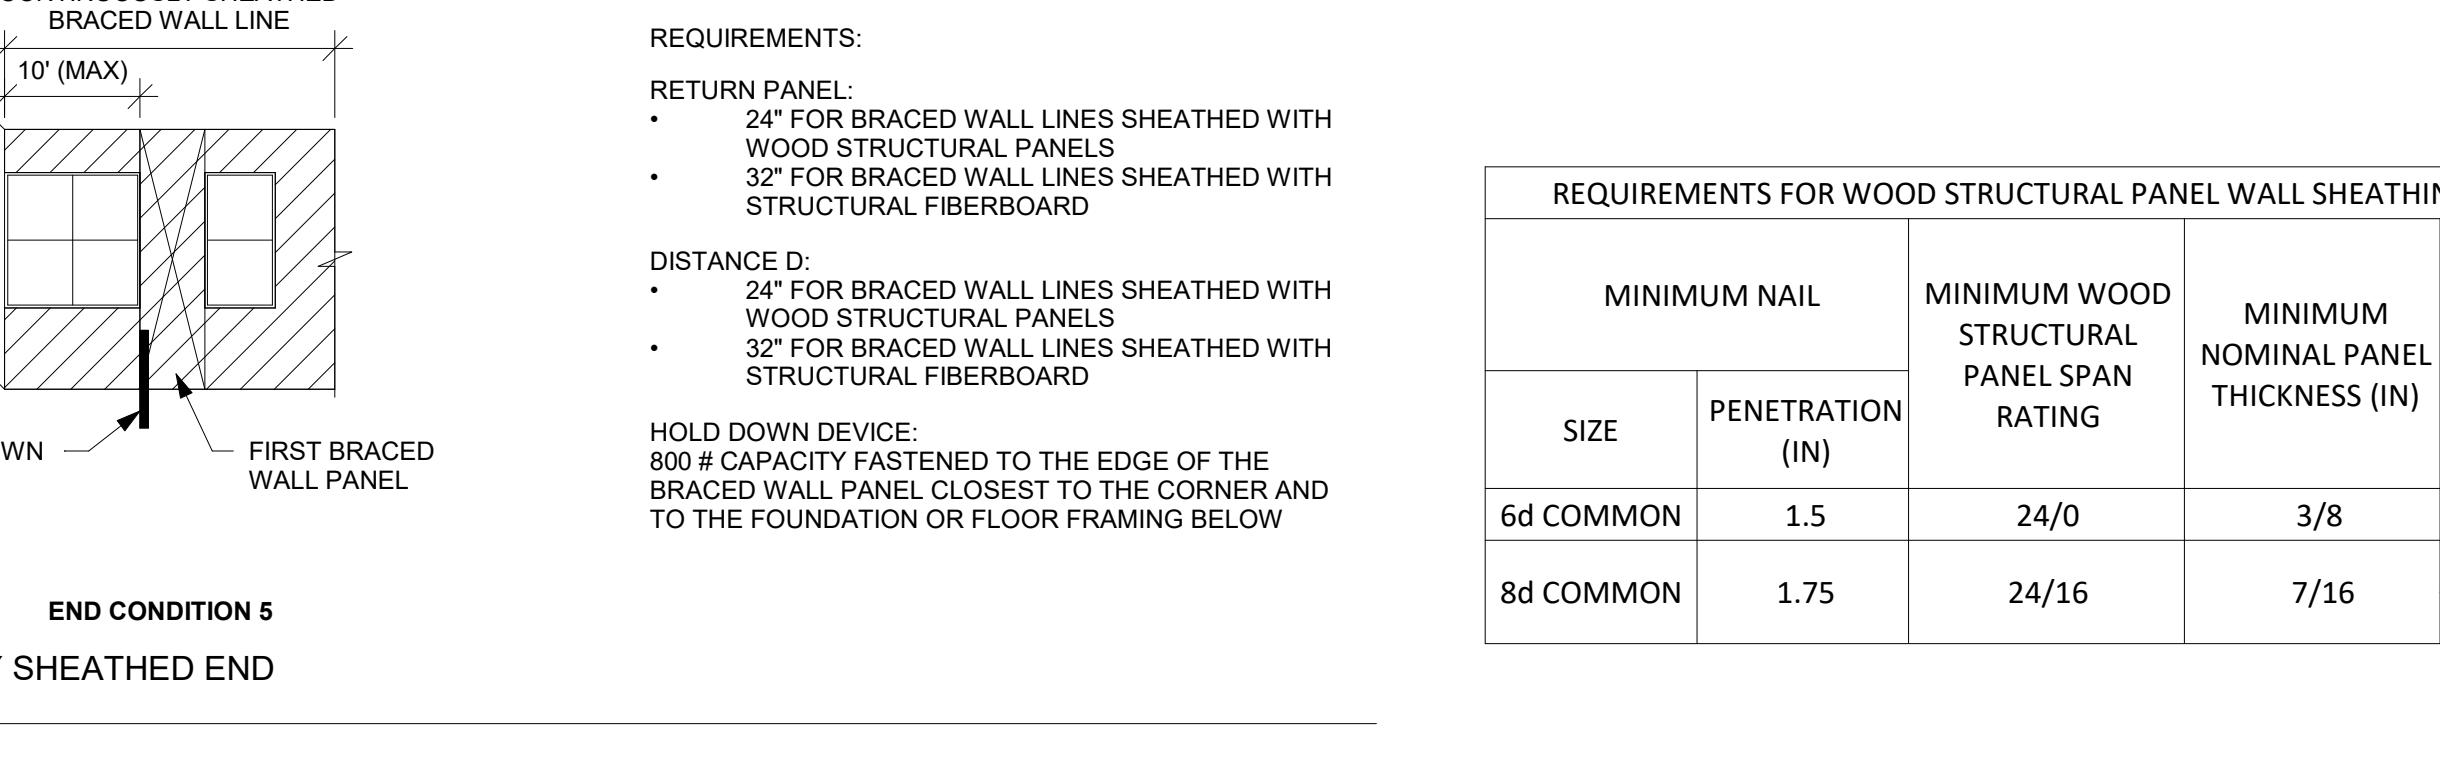 BRACED WALL LINE
10' (MAX)
WN
FIRST BRACED
WALL PANEL
END CONDITION 5
SHEATHED END
REQUIREMENTS:
RETURN PANEL:
• 24" FOR BRACED WALL LINES SHEATHED WITH
WOOD STRUCTURAL PANELS
• 32" FOR BRACED WALL LINES SHEATHED WITH
STRUCTURAL FIBERBOARD
DISTANCE D:
• 24" FOR BRACED WALL LINES SHEATHED WITH
WOOD STRUCTURAL PANELS
• 32" FOR BRACED WALL LINES SHEATHED WITH
STRUCTURAL FIBERBOARD
HOLD DOWN DEVICE:
800 # CAPACITY FASTENED TO THE EDGE OF THE
BRACED WALL PANEL CLOSEST TO THE CORNER AND
TO THE FOUNDATION OR FLOOR FRAMING BELOW
REQUIREMENTS FOR WOOD STRUCTURAL PANEL WALL SHEATHIN
MINIMUM NAIL
MINIMUM WOOD
STRUCTURAL
PANEL SPAN
RATING
MINIMUM
NOMINAL PANEL
THICKNESS (IN)
SIZE
PENETRATION
(IN)
6d COMMON 1.5 24/0 3/8
8d COMMON 1.75 24/16 7/16